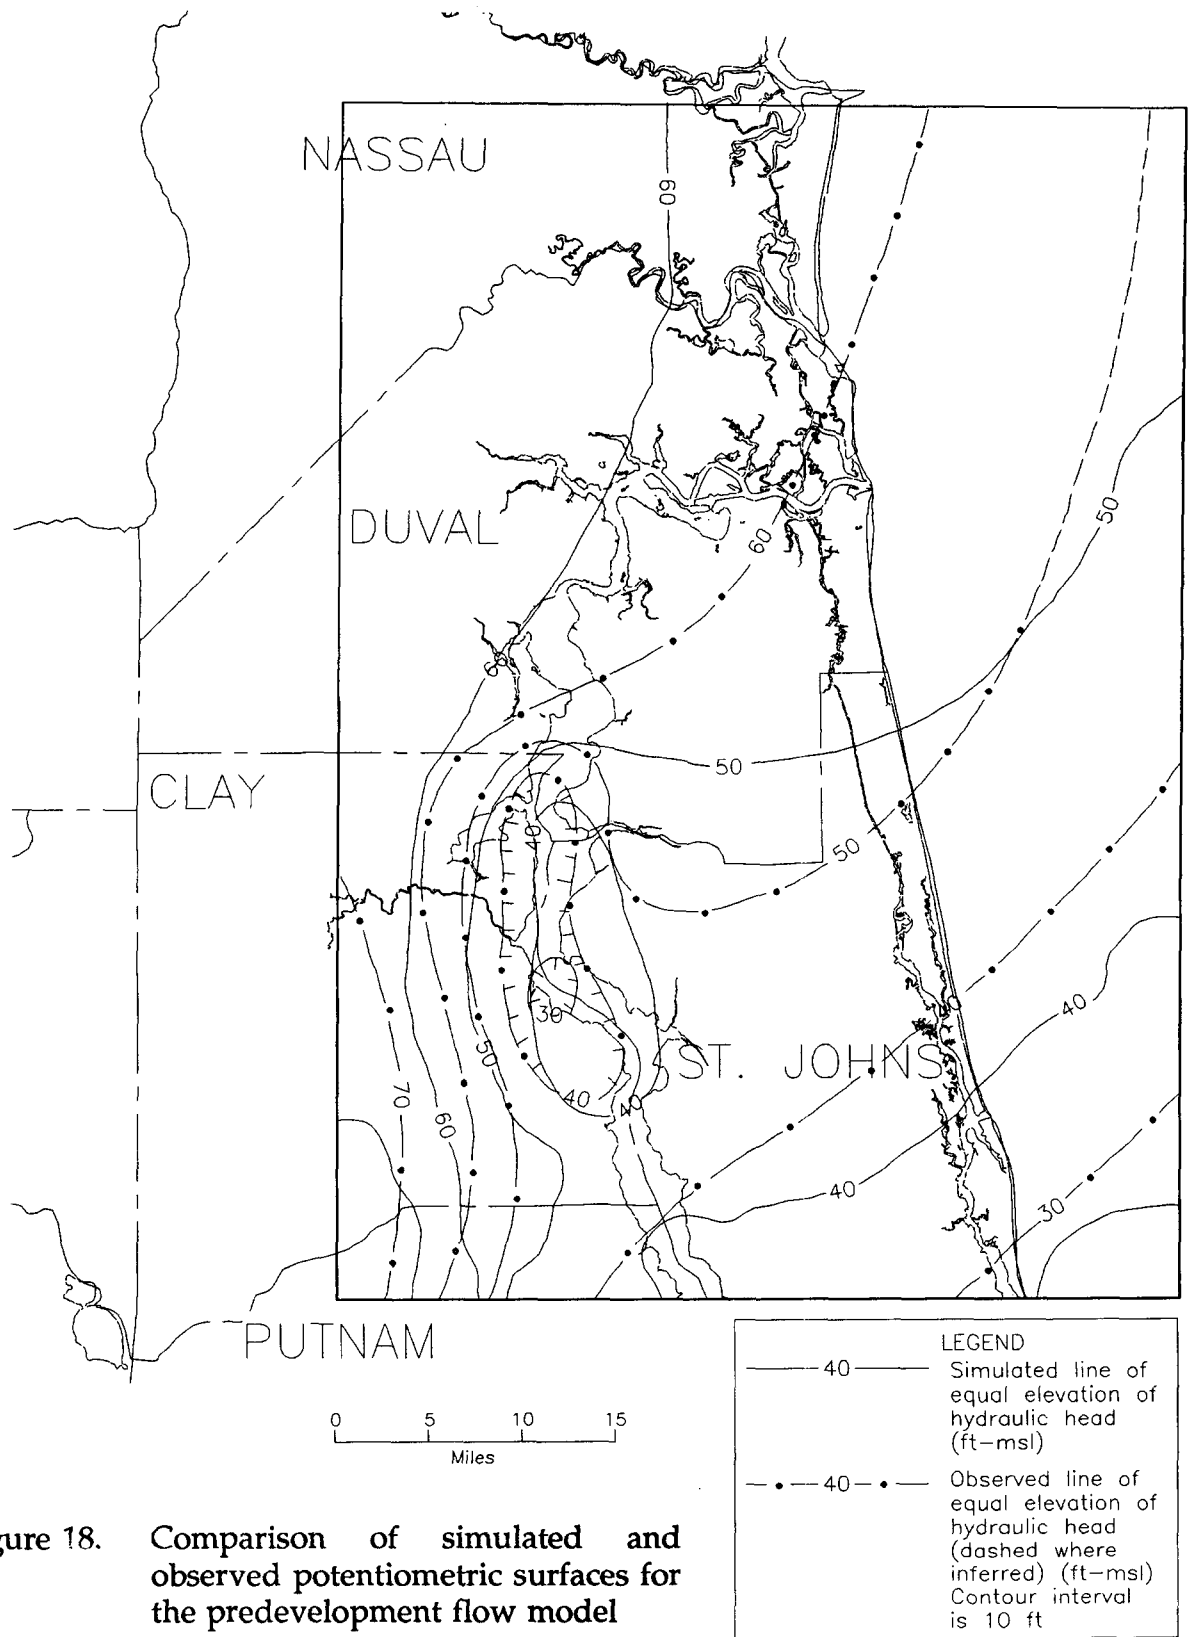 NASSAU
60
50
DUVAL
60
60
50
CLAY
40
50
30
40
40
ST. JOHNS
50
70
60
40
40
40
30
PUTNAM
0 5 10 15
Miles
LEGEND
40 Simulated line of
equal elevation of
hydraulic head
(ft-msl)
40 Observed line of
equal elevation of
hydraulic head
(dashed where
inferred) (ft-msl)
Contour interval
is 10 ft
gure 18. Comparison of simulated and
observed potentiometric surfaces for
the predevelopment flow model